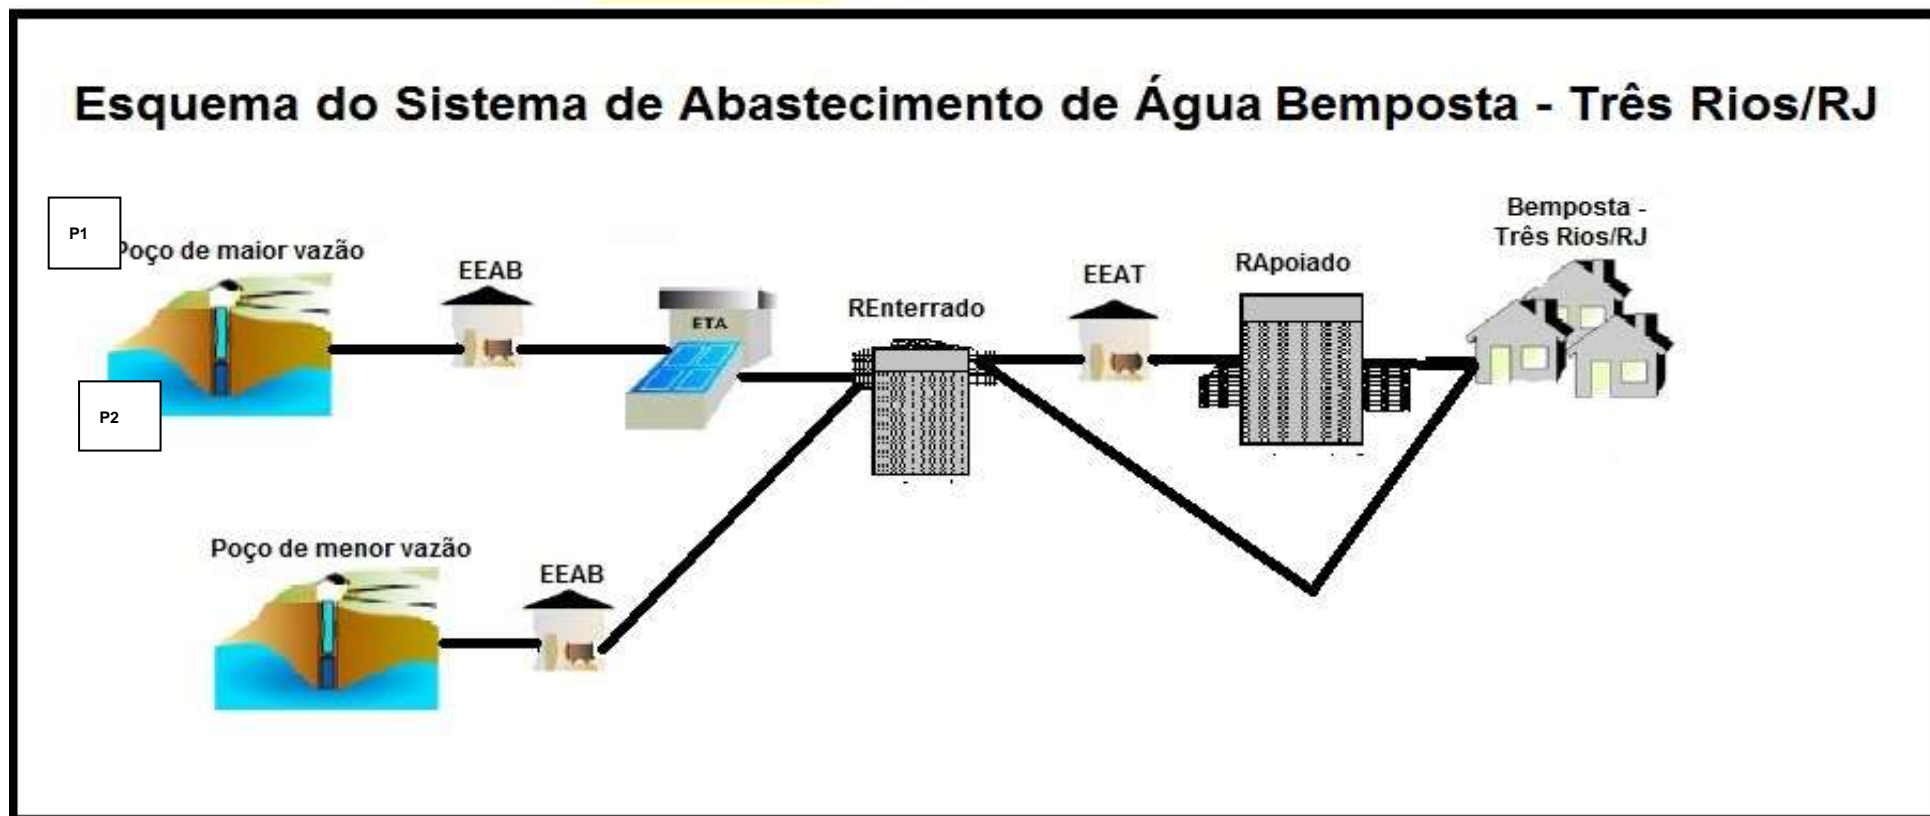 Esquema do Sistema de Abastecimento de Água Bemposta - Três Rios/RJ
P1
Poço de maior vazão
EEAB
ETA
REnterrado
EEAT
RApoiado
Bemposta -
Três Rios/RJ
P2
Poço de menor vazão
EEAB